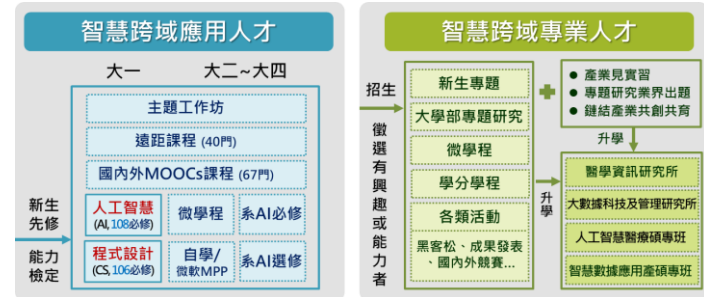 智慧跨域應用人才
大一
大二~大四
主題工作坊
遠距課程 (40門)
國內外MOOCs課程 (67門)
新生
先修
能力
檢定
人工智慧
(AI, 108必修)
微學程
系AI必修
程式設計
(CS, 106必修)
自學/
微軟MPP
系AI選修
智慧跨域專業人才
招生
徵選有興趣或能力者
新生專題
大學部專題研究
微學程
學分學程
各類活動
黑客松、成果發表
、國內外競賽...
升學
● 產業見實習
● 專題研究業界出題
● 鏈結產業共創共育
升學
醫學資訊研究所
大數據科技及管理研究所
人工智慧醫療碩專班
智慧數據應用產碩專班